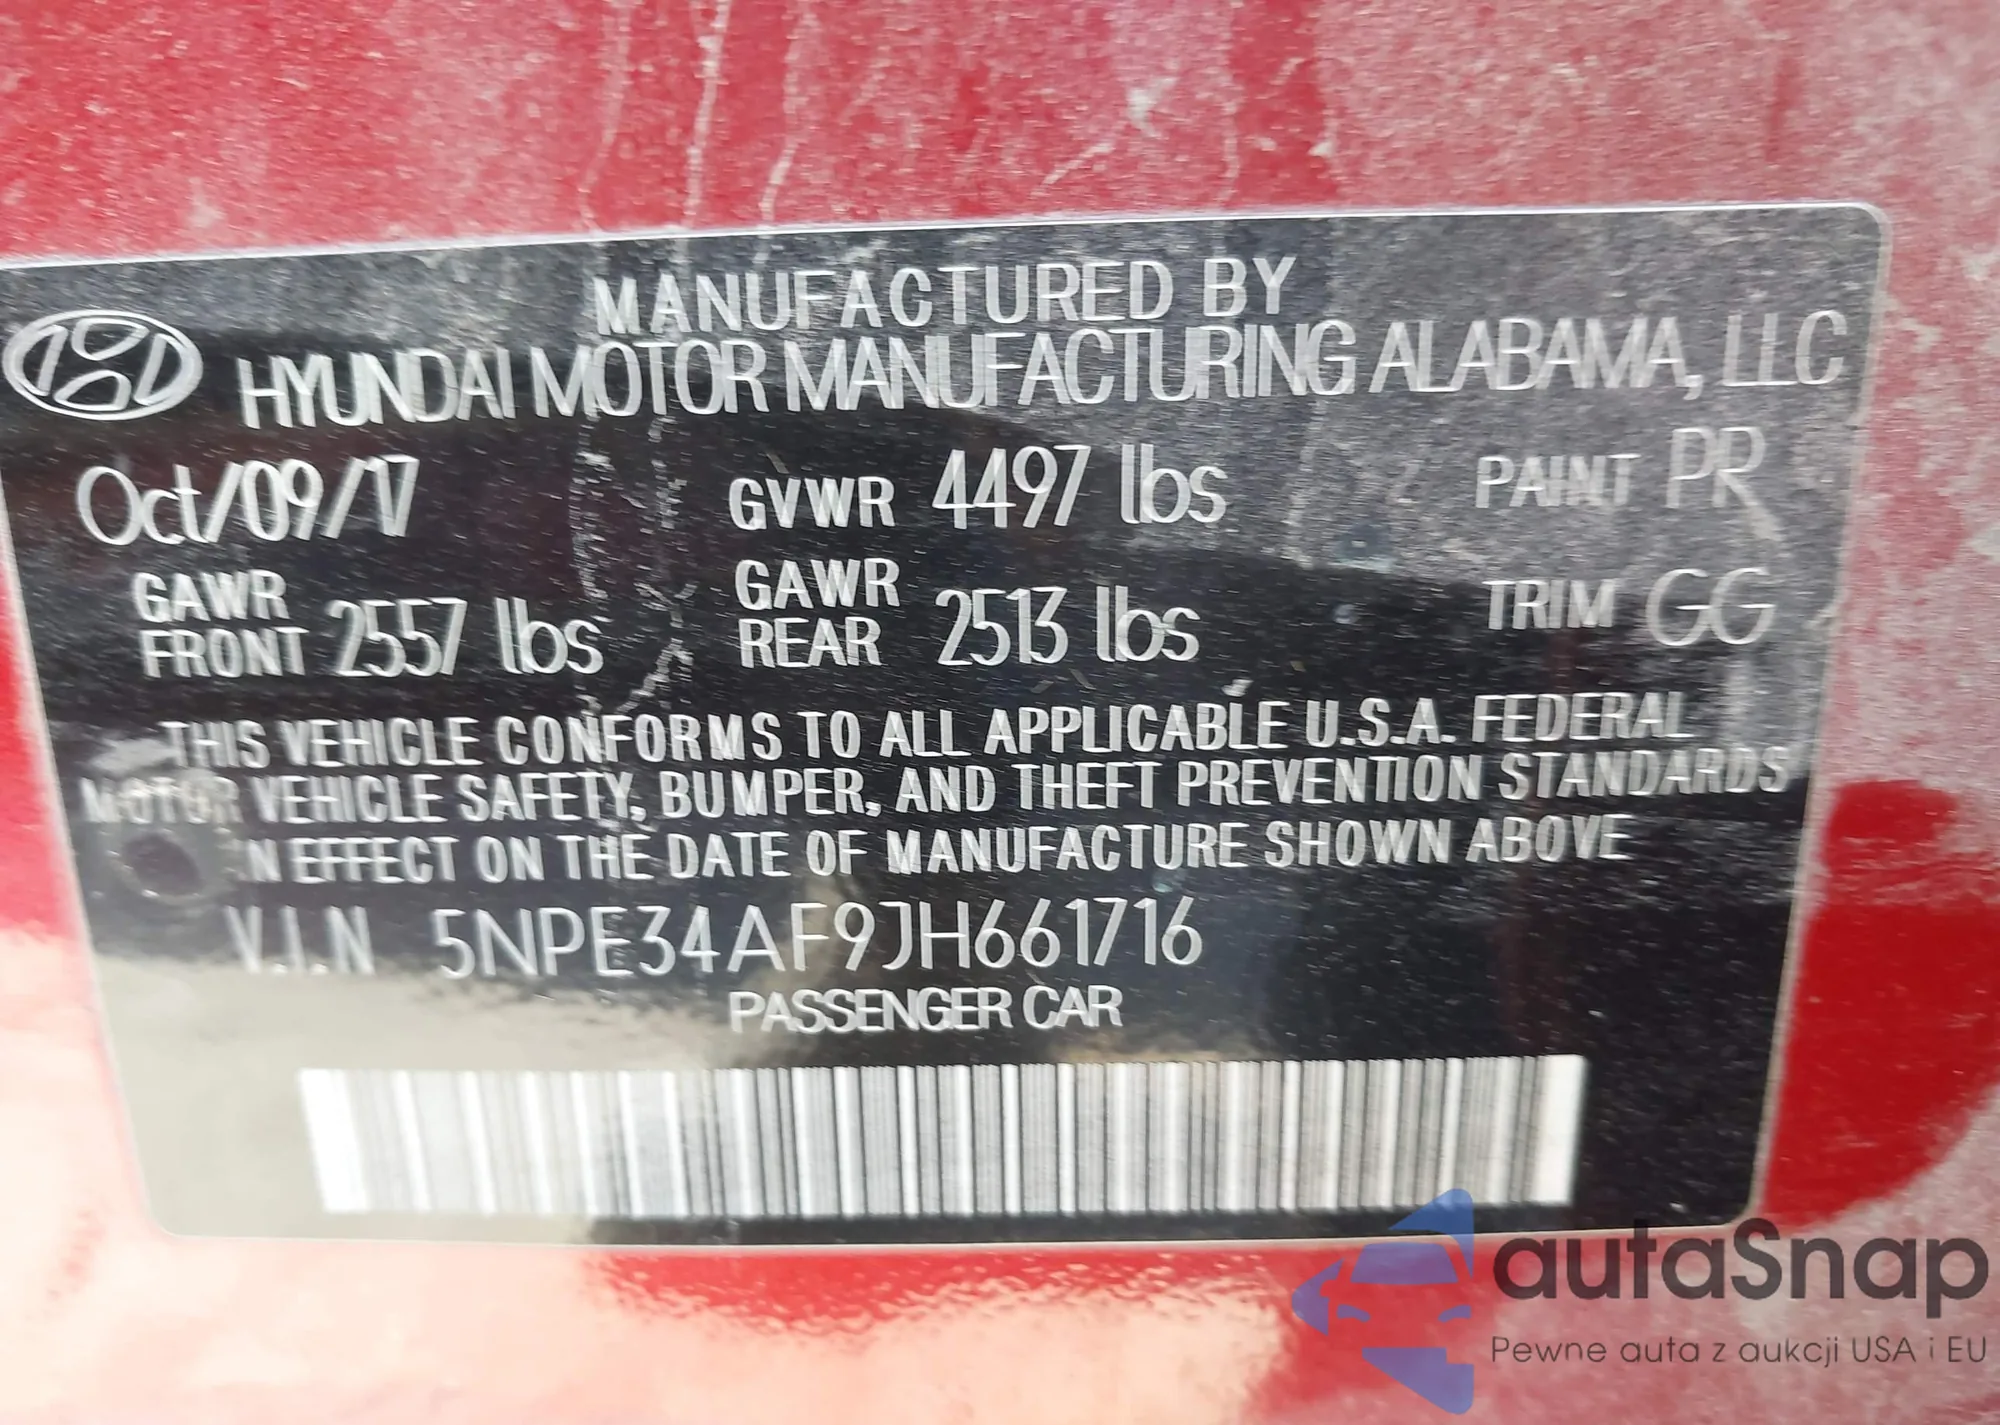 MANUFACTURED BY
HYUNDAI MOTOR MANUFACTURING ALABAMA, LLC
Oct/09/17 GVWR 4497 lbs PAINT PR
GAWR FRONT 2557 lbs GAWR REAR 2513 lbs TRIM GG
THIS VEHICLE CONFORMS TO ALL APPLICABLE U.S.A. FEDERAL
MOTOR VEHICLE SAFETY, BUMPER, AND THEFT PREVENTION STANDARDS
IN EFFECT ON THE DATE OF MANUFACTURE SHOWN ABOVE
V.I.N 5NPE34AF9JH661716
PASSENGER CAR
autaSnap
Pewne auta z aukcji USA i EU